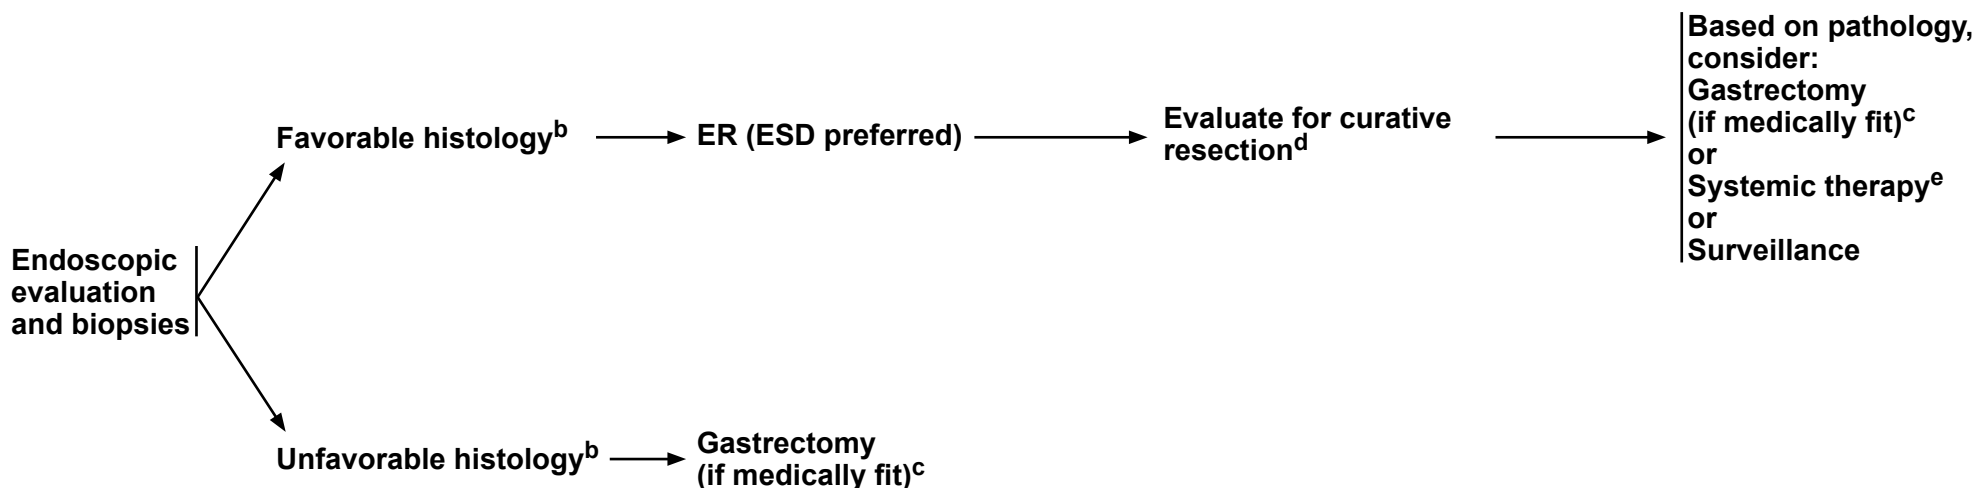 Endoscopic
evaluation
and biopsies
Favorable histologyᵇ
ER (ESD preferred)
Evaluate for curative
resectionᵈ
Based on pathology,
consider:
Gastrectomy
(if medically fit)ᶜ
or
Systemic therapyᵉ
or
Surveillance
Unfavorable histologyᵇ
Gastrectomy
(if medically fit)ᶜ